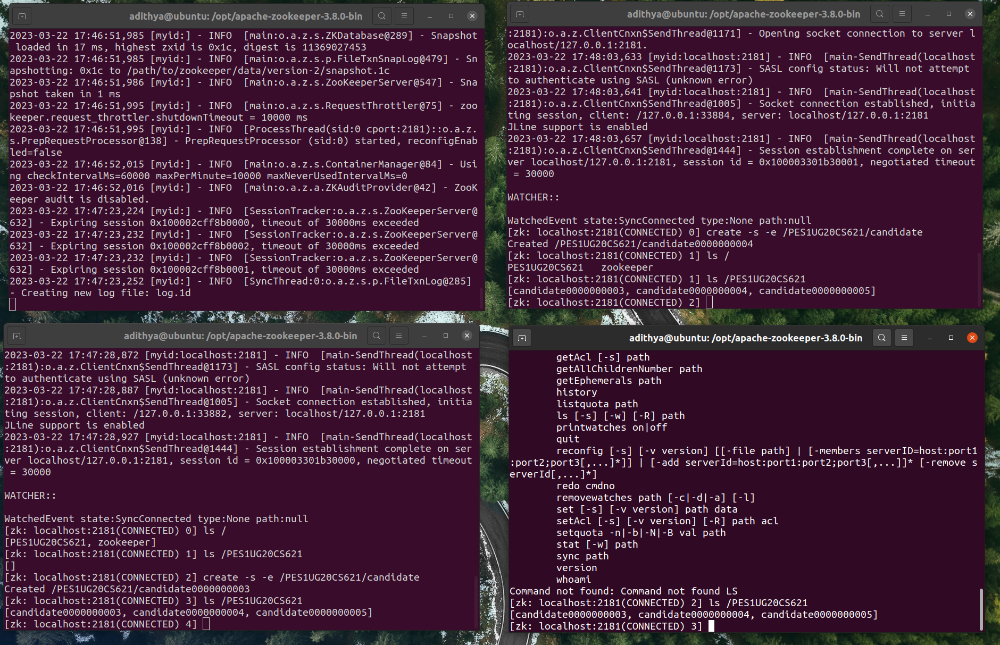 adithya@ubuntu: /opt/apache-zookeeper-3.8.0-bin
2023-03-22 17:46:51,985 [myid:] - INFO  [main:o.a.z.s.ZKDatabase@289] - Snapshot
 loaded in 17 ms, highest zxid is 0x1c, digest is 11369027453
2023-03-22 17:46:51,985 [myid:] - INFO  [main:o.a.z.s.p.FileTxnSnapLog@479] - Sn
apshotting: 0x1c to /path/to/zookeeper/data/version-2/snapshot.1c
2023-03-22 17:46:51,986 [myid:] - INFO  [main:o.a.z.s.ZooKeeperServer@547] - Sna
pshot taken in 1 ms
2023-03-22 17:46:51,995 [myid:] - INFO  [main:o.a.z.s.RequestThrottler@75] - zoo
keeper.request_throttler.shutdownTimeout = 10000 ms
2023-03-22 17:46:51,995 [myid:] - INFO  [ProcessThread(sid:0 cport:2181)::o.a.z.
s.PrepRequestProcessor@138] - PrepRequestProcessor (sid:0) started, reconfigEnab
led=false
2023-03-22 17:46:52,015 [myid:] - INFO  [main:o.a.z.s.ContainerManager@84] - Usi
ng checkIntervalMs=60000 maxPerMinute=10000 maxNeverUsedIntervalMs=0
2023-03-22 17:46:52,016 [myid:] - INFO  [main:o.a.z.a.ZKAuditProvider@42] - ZooK
eeper audit is disabled.
2023-03-22 17:47:23,224 [myid:] - INFO  [SessionTracker:o.a.z.s.ZooKeeperServer@
632] - Expiring session 0x100002cff8b0000, timeout of 30000ms exceeded
2023-03-22 17:47:23,232 [myid:] - INFO  [SessionTracker:o.a.z.s.ZooKeeperServer@
632] - Expiring session 0x100002cff8b0002, timeout of 30000ms exceeded
2023-03-22 17:47:23,232 [myid:] - INFO  [SessionTracker:o.a.z.s.ZooKeeperServer@
632] - Expiring session 0x100002cff8b0001, timeout of 30000ms exceeded
2023-03-22 17:47:23,252 [myid:] - INFO  [SyncThread:0:o.a.z.s.p.FileTxnLog@285]
- Creating new log file: log.1d
adithya@ubuntu: /opt/apache-zookeeper-3.8.0-bin
:2181):o.a.z.ClientCnxn$SendThread@1171] - Opening socket connection to server l
ocalhost/127.0.0.1:2181.
2023-03-22 17:48:03,633 [myid:localhost:2181] - INFO  [main-SendThread(localhost
:2181):o.a.z.ClientCnxn$SendThread@1173] - SASL config status: Will not attempt
to authenticate using SASL (unknown error)
2023-03-22 17:48:03,641 [myid:localhost:2181] - INFO  [main-SendThread(localhost
:2181):o.a.z.ClientCnxn$SendThread@1005] - Socket connection established, initia
ting session, client: /127.0.0.1:33884, server: localhost/127.0.0.1:2181
JLine support is enabled
2023-03-22 17:48:03,657 [myid:localhost:2181] - INFO  [main-SendThread(localhost
:2181):o.a.z.ClientCnxn$SendThread@1444] - Session establishment complete on ser
ver localhost/127.0.0.1:2181, session id = 0x100003301b30001, negotiated timeout
 = 30000
WATCHER::
WatchedEvent state:SyncConnected type:None path:null
[zk: localhost:2181(CONNECTED) 0] create -s -e /PES1UG20CS621/candidate
Created /PES1UG20CS621/candidate0000000004
[zk: localhost:2181(CONNECTED) 1] ls /
PES1UG20CS621   zookeeper
[zk: localhost:2181(CONNECTED) 1] ls /PES1UG20CS621
[candidate0000000003, candidate0000000004, candidate0000000005]
[zk: localhost:2181(CONNECTED) 2]
adithya@ubuntu: /opt/apache-zookeeper-3.8.0-bin
2023-03-22 17:47:28,872 [myid:localhost:2181] - INFO  [main-SendThread(localhost
:2181):o.a.z.ClientCnxn$SendThread@1173] - SASL config status: Will not attempt
to authenticate using SASL (unknown error)
2023-03-22 17:47:28,887 [myid:localhost:2181] - INFO  [main-SendThread(localhost
:2181):o.a.z.ClientCnxn$SendThread@1005] - Socket connection established, initia
ting session, client: /127.0.0.1:33882, server: localhost/127.0.0.1:2181
JLine support is enabled
2023-03-22 17:47:28,927 [myid:localhost:2181] - INFO  [main-SendThread(localhost
:2181):o.a.z.ClientCnxn$SendThread@1444] - Session establishment complete on ser
ver localhost/127.0.0.1:2181, session id = 0x100003301b30000, negotiated timeout
 = 30000
WATCHER::
WatchedEvent state:SyncConnected type:None path:null
[zk: localhost:2181(CONNECTED) 0] ls /
[PES1UG20CS621, zookeeper]
[zk: localhost:2181(CONNECTED) 1] ls /PES1UG20CS621
[]
[zk: localhost:2181(CONNECTED) 2] create -s -e /PES1UG20CS621/candidate
Created /PES1UG20CS621/candidate0000000003
[zk: localhost:2181(CONNECTED) 3] ls /PES1UG20CS621
[candidate0000000003, candidate0000000004, candidate0000000005]
[zk: localhost:2181(CONNECTED) 4]
adithya@ubuntu: /opt/apache-zookeeper-3.8.0-bin
getAcl [-s] path
getAllChildrenNumber path
getEphemerals path
history
listquota path
ls [-s] [-w] [-R] path
printwatches on|off
quit
reconfig [-s] [-v version] [[-file path] | [-members serverID=host:port1
:port2;port3[,...]*]] | [-add serverId=host:port1:port2;port3[,...]]* [-remove s
erverId[,...]*]
redo cmdno
removewatches path [-c|-d|-a] [-l]
set [-s] [-v version] path data
setAcl [-s] [-v version] [-R] path acl
setquota -n|-b|-N|-B val path
stat [-w] path
sync path
version
whoami
Command not found: Command not found LS
[zk: localhost:2181(CONNECTED) 2] ls /PES1UG20CS621
[candidate0000000003, candidate0000000004, candidate0000000005]
[zk: localhost:2181(CONNECTED) 3]